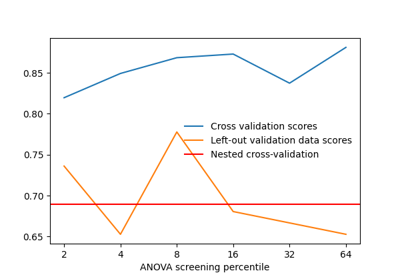 0.85
0.80
Cross validation scores
Left-out validation data scores
0.75
Nested cross-validation
0.70
0.65
2 4 8 16 32 64
ANOVA screening percentile